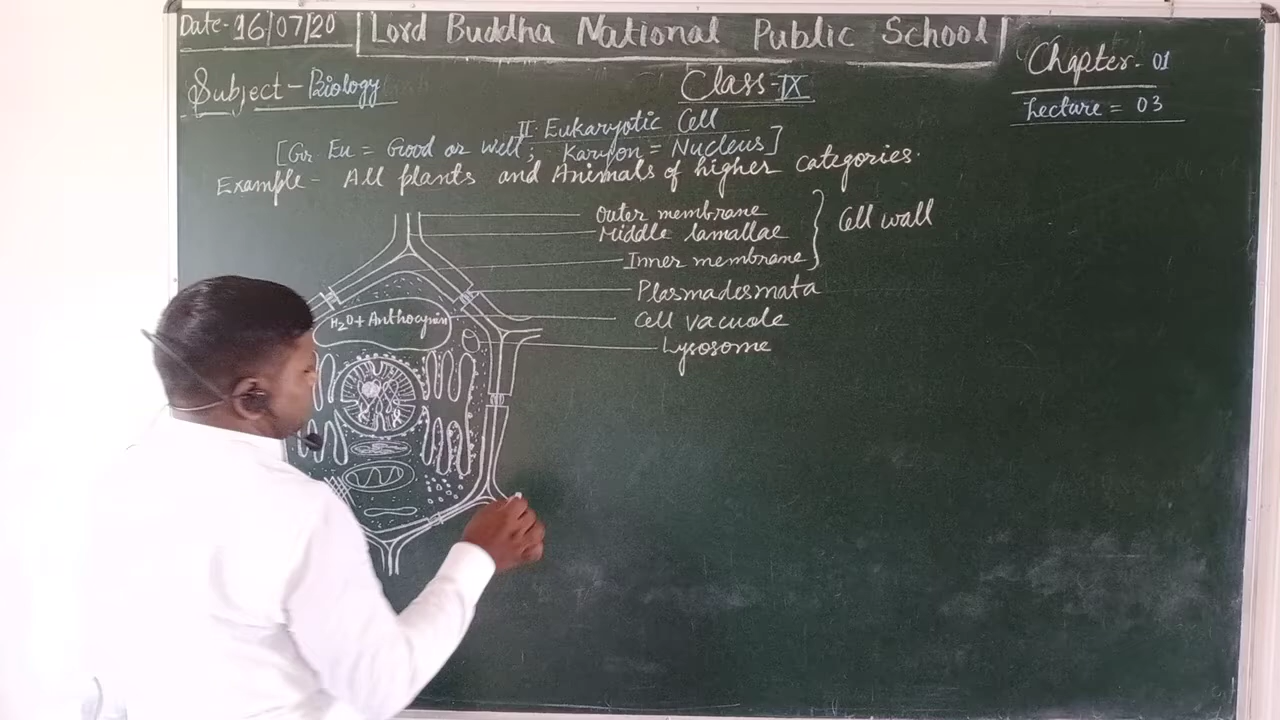 Date- 16/07/20
Lord Buddha National Public School
Chapter- 01
Subject - Biology
Class-IX
Lecture = 03
II. Eukaryotic Cell
[Gr. Eu = Good or well; Karyon = Nucleus]
Example - All plants and Animals of higher categories.
Outer membrane
Middle lamallae
Inner membrane
Cell wall
Plasmadesmata
Cell vacuole
Lysosome
H2O + Anthocyanin